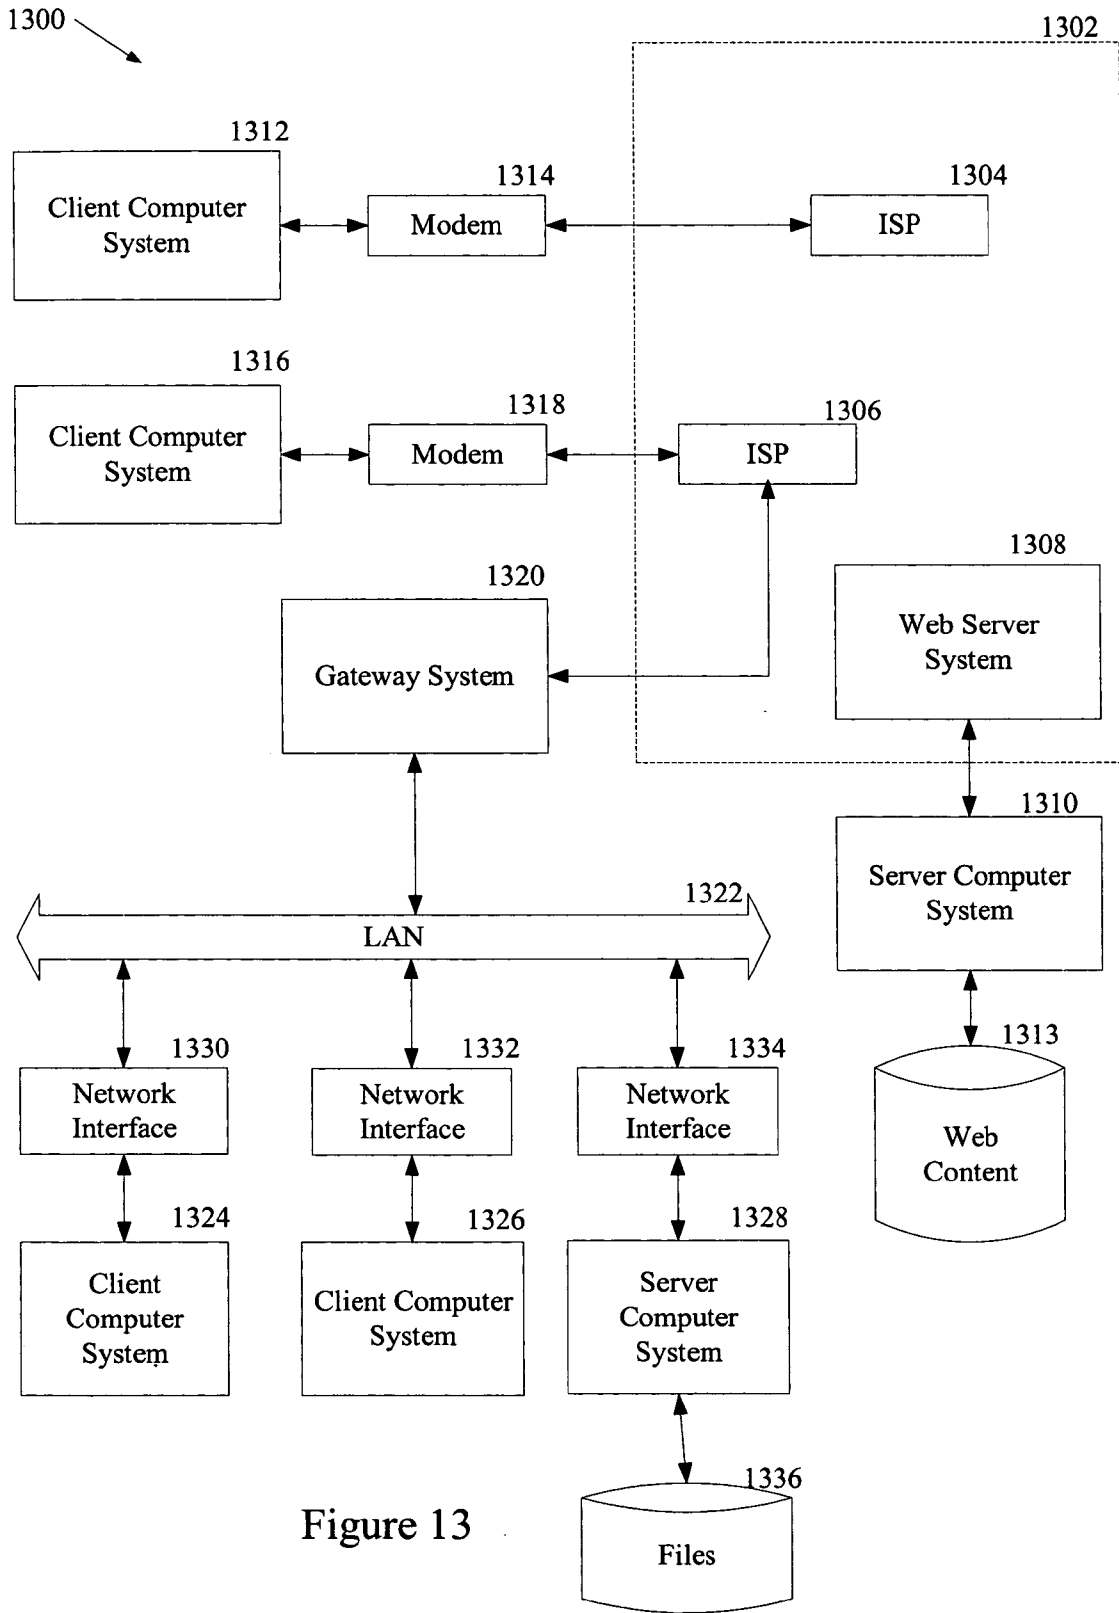 1300
1302
1312
Client Computer
System
1314
Modem
1304
ISP
1316
Client Computer
System
1318
Modem
1306
ISP
1308
Web Server
System
1320
Gateway System
1310
Server Computer
System
1322
LAN
1313
Web
Content
1330
Network
Interface
1332
Network
Interface
1334
Network
Interface
1324
Client
Computer
System
1326
Client Computer
System
1328
Server
Computer
System
1336
Files
Figure 13